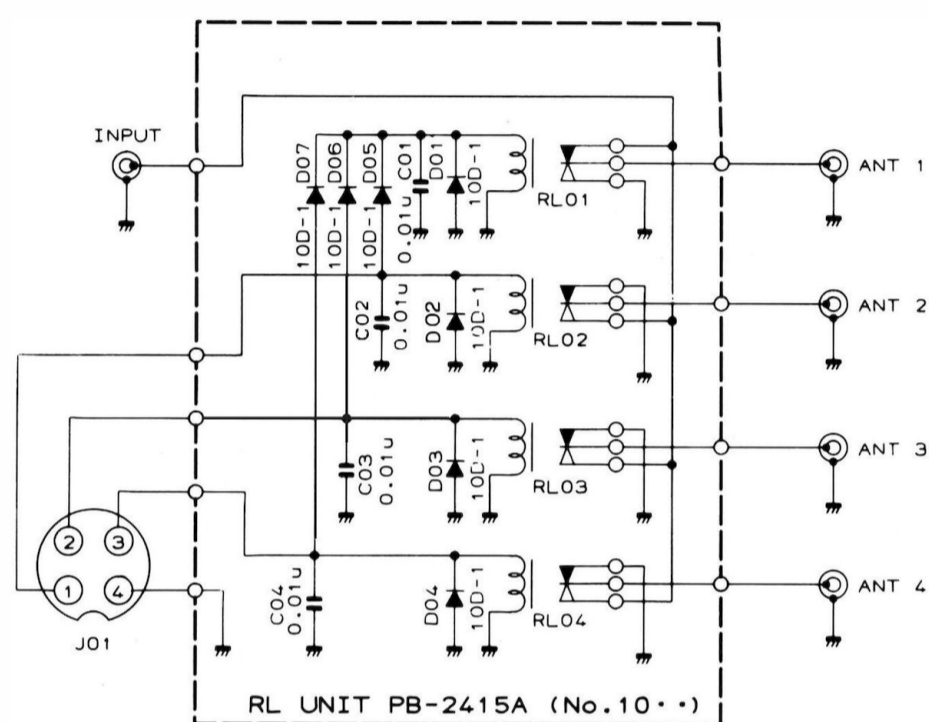 INPUT
D07
D06
D05
C01
D01
10D-1
10D-1
10D-1
0.01u
10D-1
RL01
ANT 1
C02
0.01u
D02
10D-1
RL02
ANT 2
C03
0.01u
D03
10D-1
RL03
ANT 3
2
3
1
4
J01
C04
0.01u
D04
10D-1
RL04
ANT 4
RL UNIT PB-2415A (No.10··)